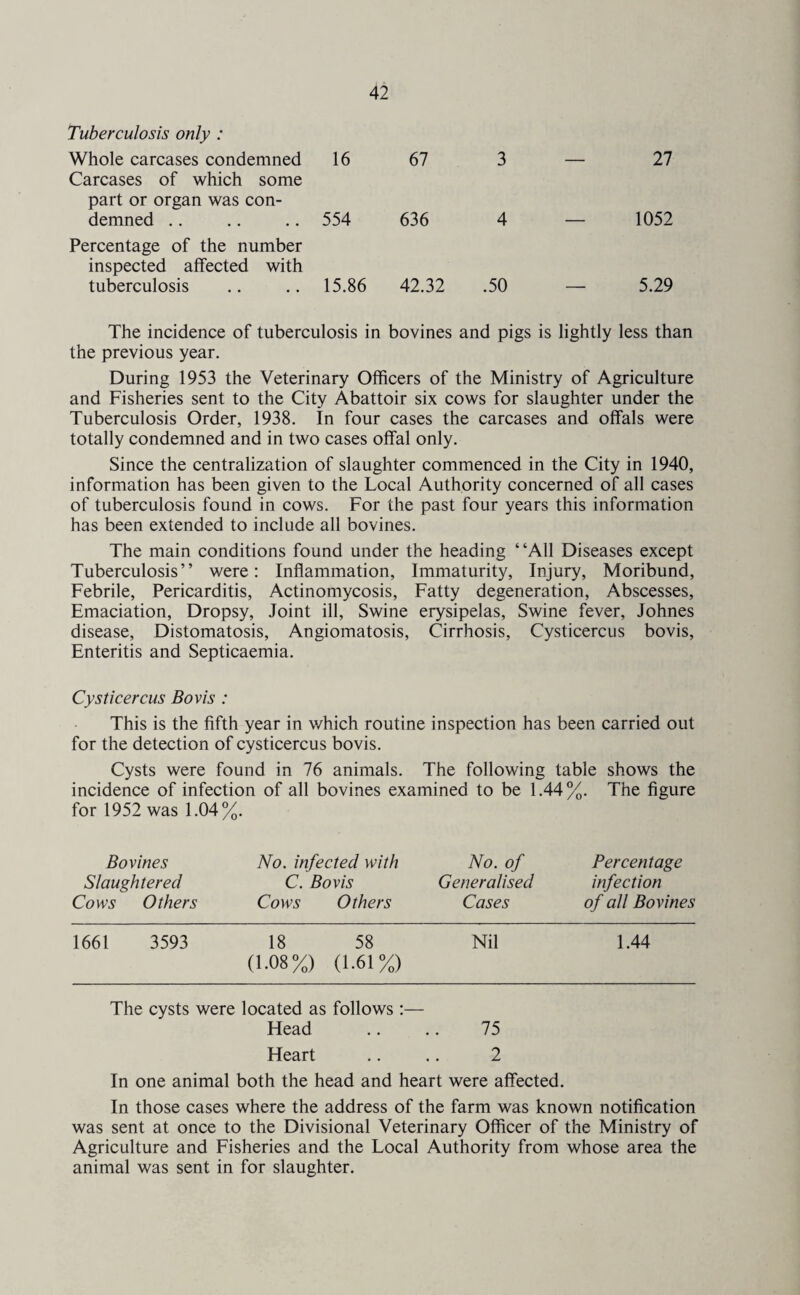 42
Tuberculosis only :
Whole carcases condemned 16 67 3 — 27
Carcases of which some
part or organ was con-
demned .. .. .. 554 636 4 — 1052
Percentage of the number
inspected affected with
tuberculosis .. .. 15.86 42.32 .50 — 5.29
The incidence of tuberculosis in bovines and pigs is lightly less than
the previous year.
During 1953 the Veterinary Officers of the Ministry of Agriculture
and Fisheries sent to the City Abattoir six cows for slaughter under the
Tuberculosis Order, 1938. In four cases the carcases and offals were
totally condemned and in two cases offal only.
Since the centralization of slaughter commenced in the City in 1940,
information has been given to the Local Authority concerned of all cases
of tuberculosis found in cows. For the past four years this information
has been extended to include all bovines.
The main conditions found under the heading “All Diseases except
Tuberculosis” were: Inflammation, Immaturity, Injury, Moribund,
Febrile, Pericarditis, Actinomycosis, Fatty degeneration, Abscesses,
Emaciation, Dropsy, Joint ill, Swine erysipelas, Swine fever, Johnes
disease, Distomatosis, Angiomatosis, Cirrhosis, Cysticercus bovis,
Enteritis and Septicaemia.
Cysticercus Bovis :
This is the fifth year in which routine inspection has been carried out
for the detection of cysticercus bovis.
Cysts were found in 76 animals. The following table shows the
incidence of infection of all bovines examined to be 1.44%. The figure
for 1952 was 1.04%.
Bovines No. infected with No. of Percentage
Slaughtered C. Bovis Generalised infection
Cows Others Cows Others Cases of all Bovines
1661 3593 18 58 Nil 1.44
(1.08%) (1.61%)
The cysts were located as follows :—
Head .. .. 75
Heart .. .. 2
In one animal both the head and heart were affected.
In those cases where the address of the farm was known notification
was sent at once to the Divisional Veterinary Officer of the Ministry of
Agriculture and Fisheries and the Local Authority from whose area the
animal was sent in for slaughter.